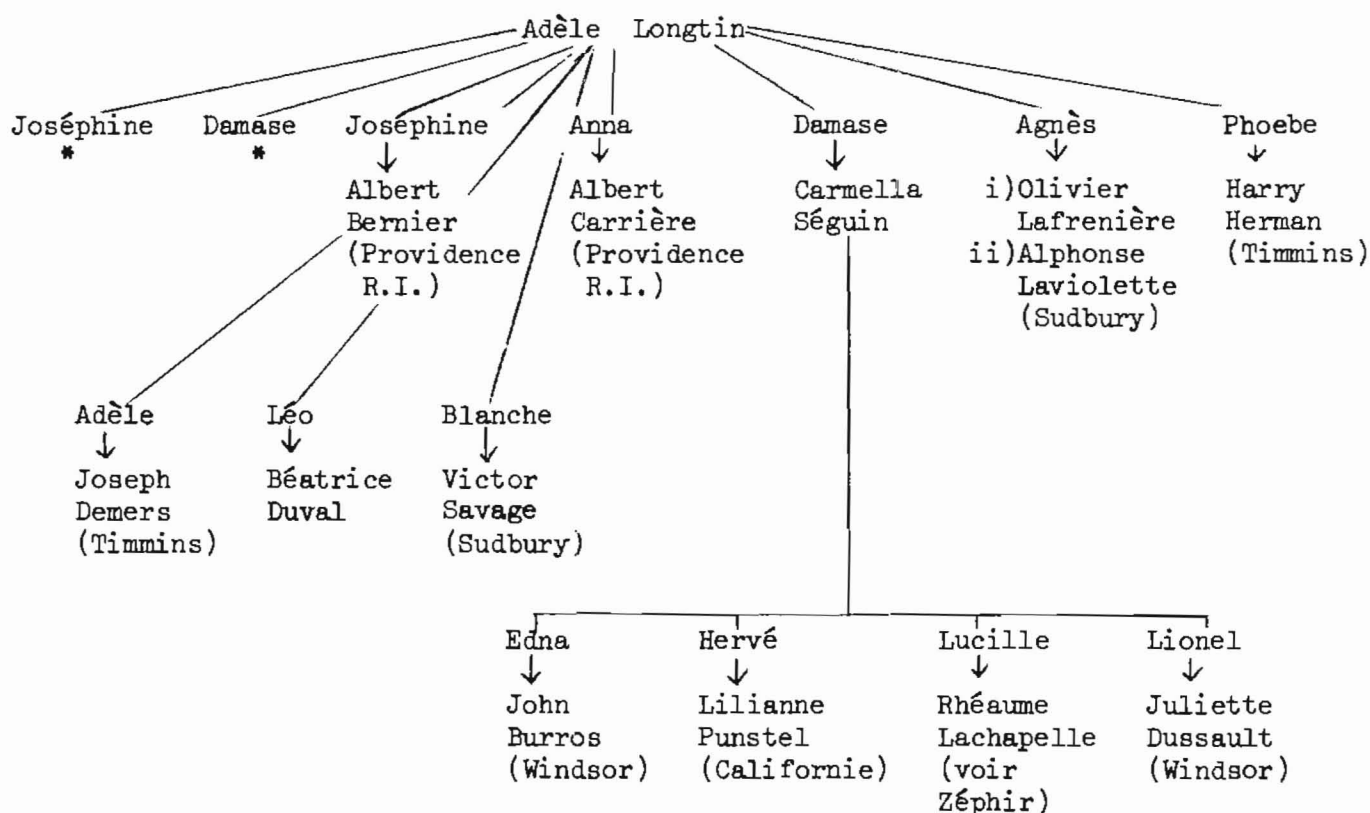 Adèle Longtin
Joséphine Damase Joséphine Anna Damase Agnès Phoebe
* *
Albert Albert Carmella i)Olivier Harry
Bernier Carrière Séguin Lafrenière Herman
(Providence (Providence ii)Alphonse (Timmins)
R.I.) R.I.) Laviolette
(Sudbury)
Adèle Léo Blanche
Joseph Béatrice Victor
Demers Duval Savage
(Timmins) (Sudbury)
Edna Hervé Lucille Lionel
John Lilianne Rhéaume Juliette
Burros Punstel Lachapelle Dussault
(Windsor) (Californie) (voir (Windsor)
Zéphir)